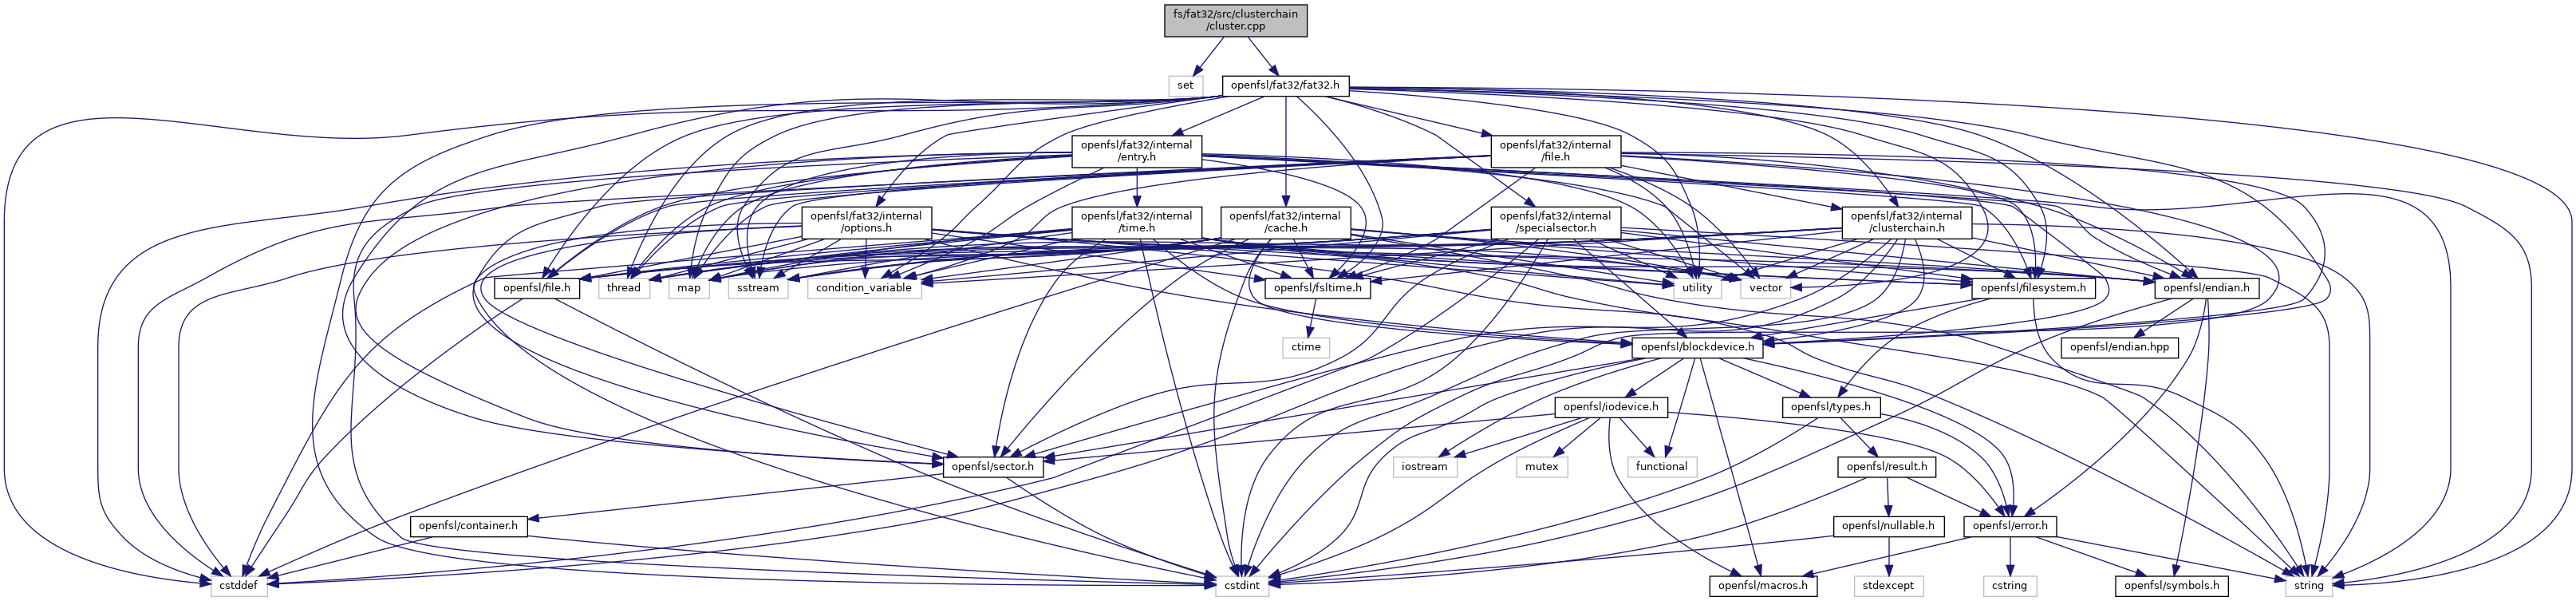 fs/fat32/src/clusterchain
/cluster.cpp
set
openfsl/fat32/fat32.h
openfsl/fat32/internal
/entry.h
openfsl/fat32/internal
/file.h
openfsl/fat32/internal
/options.h
openfsl/fat32/internal
/time.h
openfsl/fat32/internal
/cache.h
openfsl/fat32/internal
/specialsector.h
openfsl/fat32/internal
/clusterchain.h
openfsl/file.h
thread
map
sstream
condition_variable
openfsl/fsltime.h
utility
vector
openfsl/filesystem.h
openfsl/endian.h
ctime
openfsl/blockdevice.h
openfsl/endian.hpp
openfsl/iodevice.h
openfsl/types.h
openfsl/sector.h
iostream
mutex
functional
openfsl/result.h
openfsl/container.h
openfsl/nullable.h
openfsl/error.h
cstddef
cstdint
openfsl/macros.h
stdexcept
cstring
openfsl/symbols.h
string